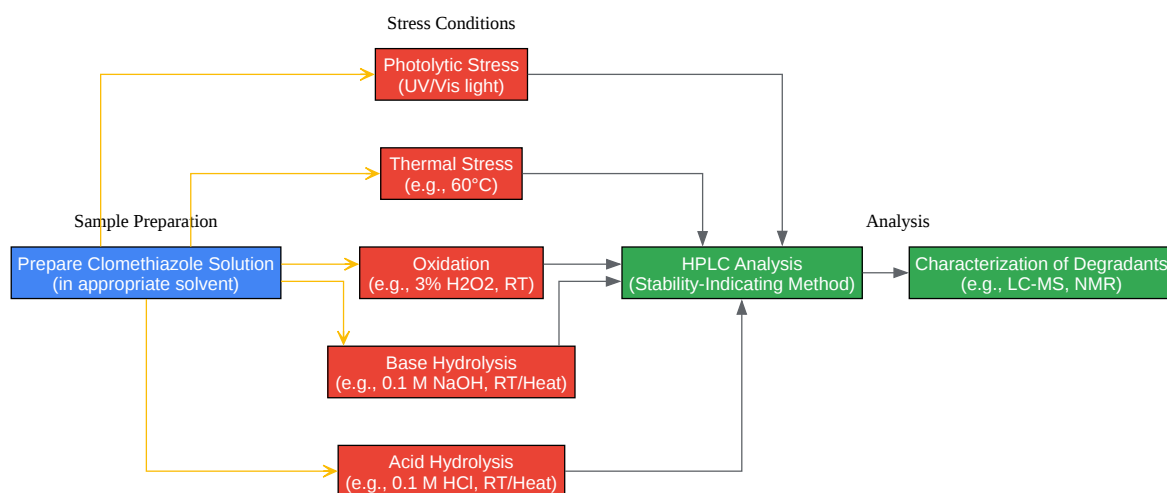 Stress Conditions
Photolytic Stress
(UV/Vis light)
Thermal Stress
(e.g., 60°C)
Sample Preparation
Analysis
Prepare Clomethiazole Solution
(in appropriate solvent)
Oxidation
(e.g., 3% H2O2, RT)
HPLC Analysis
(Stability-Indicating Method)
Characterization of Degradants
(e.g., LC-MS, NMR)
Base Hydrolysis
(e.g., 0.1 M NaOH, RT/Heat)
Acid Hydrolysis
(e.g., 0.1 M HCl, RT/Heat)